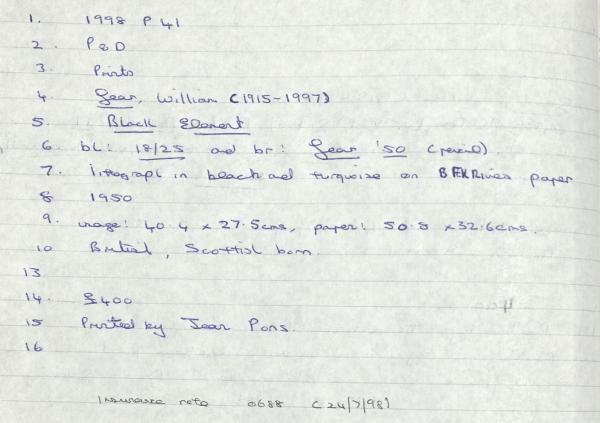 1. 1998 P 41
2. P&D
3. Prints
4. Gear, William (1915-1997)
5. Black Element
6. bl: 18/25 and br: Gear '50 (pencil).
7. lithograph in black and turquoise on BFK Rives paper
8 1950
9. image: 40.4 x 27.5cms, paper: 50.8 x 32.6cms.
10 British, Scottish born.
13
14. £400
15 Printed by Jean Pons.
16
Insurance note 0688 (24/7/98)